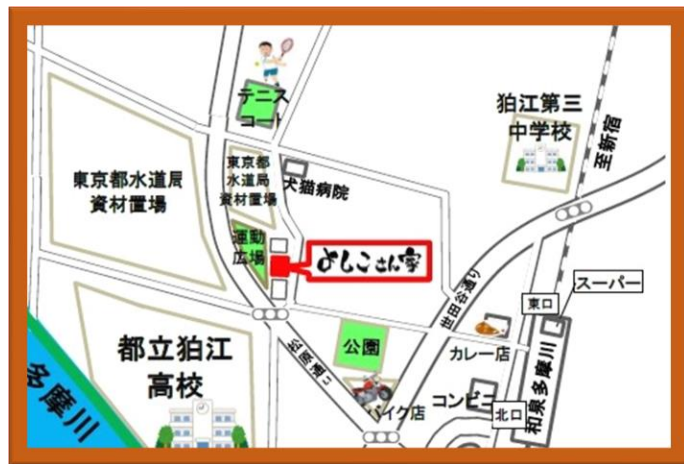 テニス
コート
狛江第三
中学校
至新宿
東京都水道局
資材置場
東京都
水道局
資材置場
犬猫病院
運動
広場
よしこさん家
世田谷通り
スーパー
東口
公園
カレー店
都立狛江
高校
多摩川
バイク店
コンビニ
北口
和泉多摩川